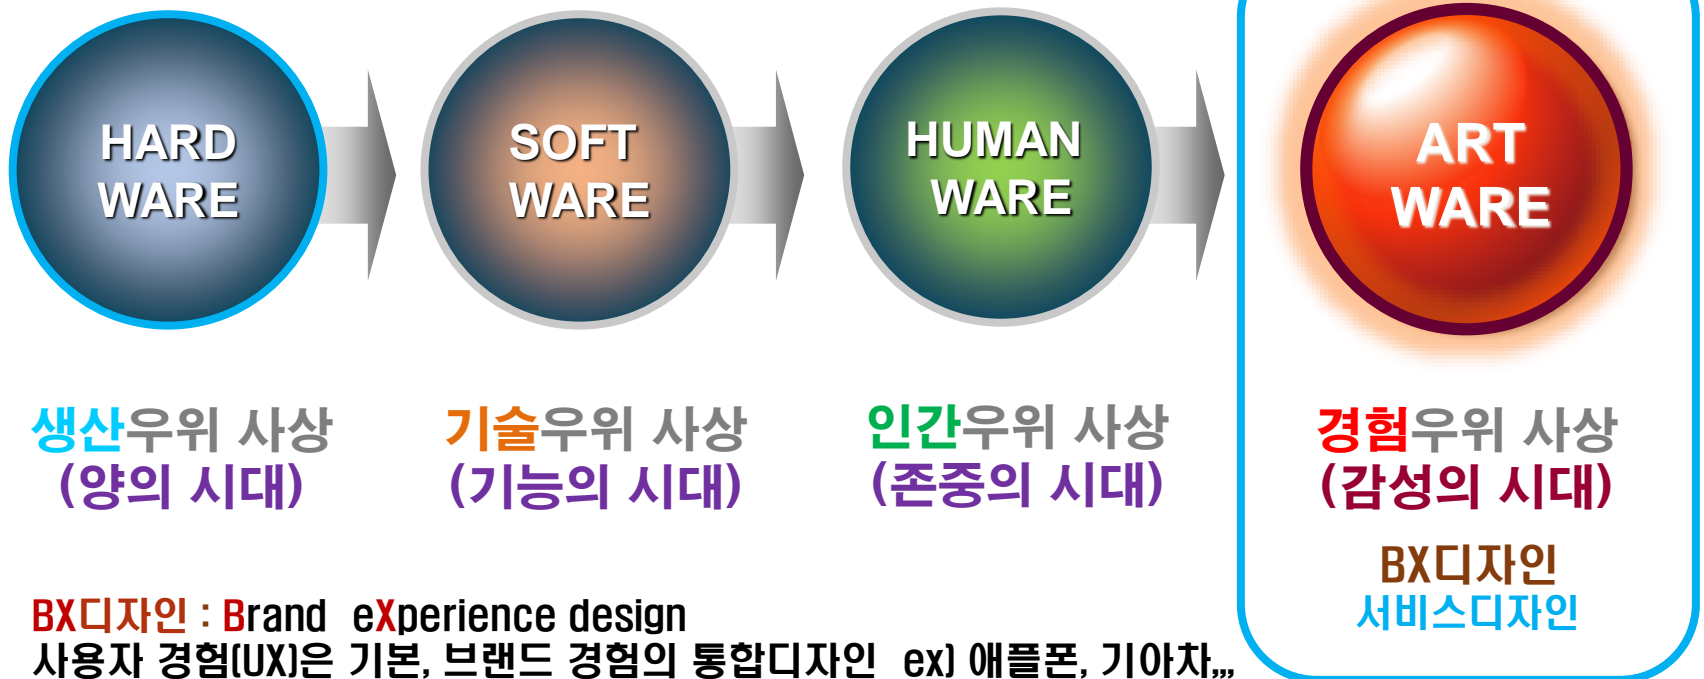 HARD
WARE
SOFT
WARE
HUMAN
WARE
ART
WARE
생산우위 사상
(양의 시대)
기술우위 사상
(기능의 시대)
인간우위 사상
(존중의 시대)
경험우위 사상
(감성의 시대)
BX디자인
서비스디자인
BX디자인 : Brand eXperience design
사용자 경험(UX)은 기본, 브랜드 경험의 통합디자인 ex) 애플폰, 기아차,,,